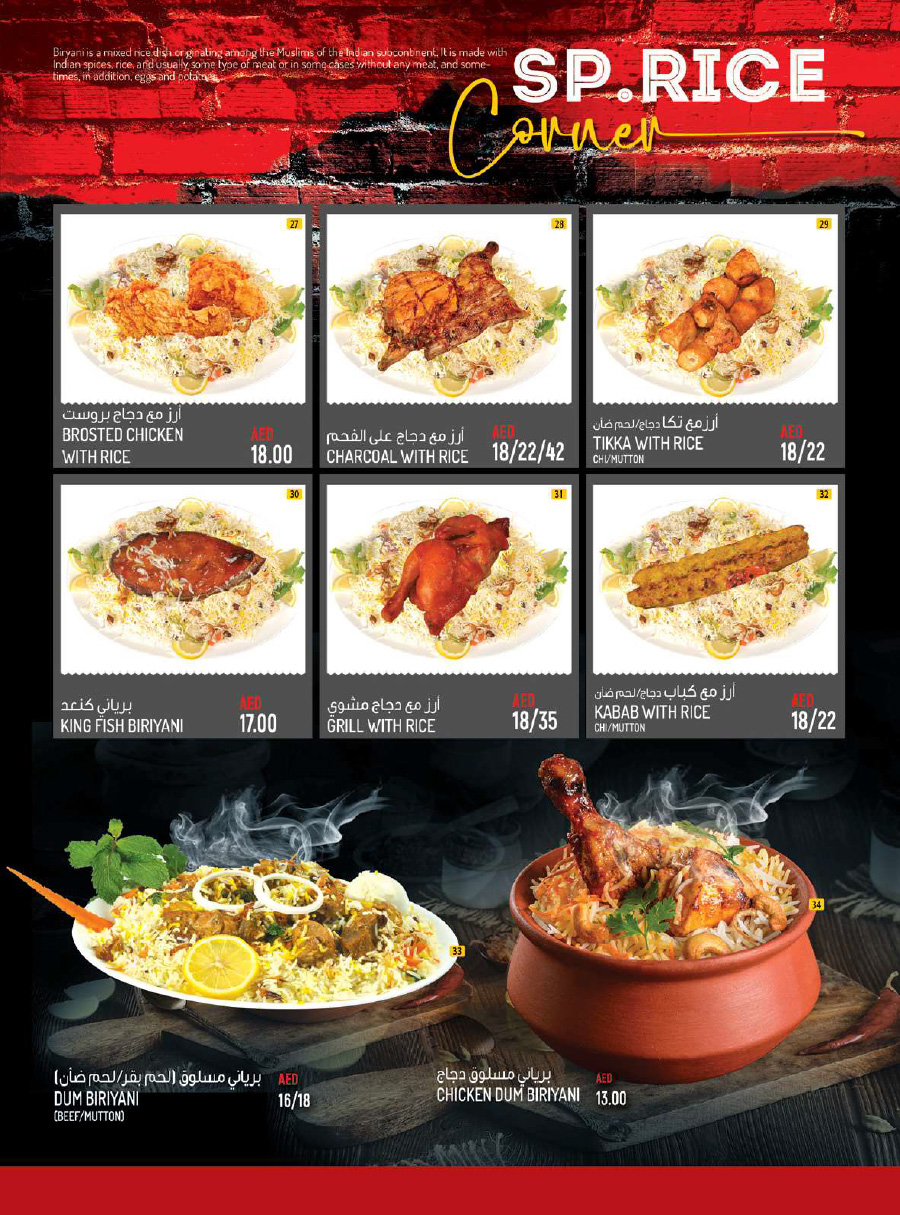 Biryani is a mixed rice dish originating among the Muslims of the Indian subcontinent. It is made with
Indian spices, rice, and usually some type of meat or in some cases without any meat, and some-
times, in addition, eggs and potatoes.
SP.RICE
Corner
27
أرز مع دجاج بروست
BROSTED CHICKEN
WITH RICE
AED
18.00
28
أرز مع دجاج على الفحم
CHARCOAL WITH RICE
AED
18/22/42
29
أرز مع تكا دجاج/لحم ضأن
TIKKA WITH RICE
CHI/MUTTON
AED
18/22
30
برياني كنعد
KING FISH BIRIYANI
AED
17.00
31
أرز مع دجاج مشوي
GRILL WITH RICE
AED
18/35
32
أرز مع كباب دجاج/لحم ضأن
KABAB WITH RICE
CHI/MUTTON
AED
18/22
33
برياني مسلوق (لحم بقر/لحم ضأن)
DUM BIRIYANI
(BEEF/MUTTON)
AED
16/18
34
برياني مسلوق دجاج
CHICKEN DUM BIRIYANI
AED
13.00